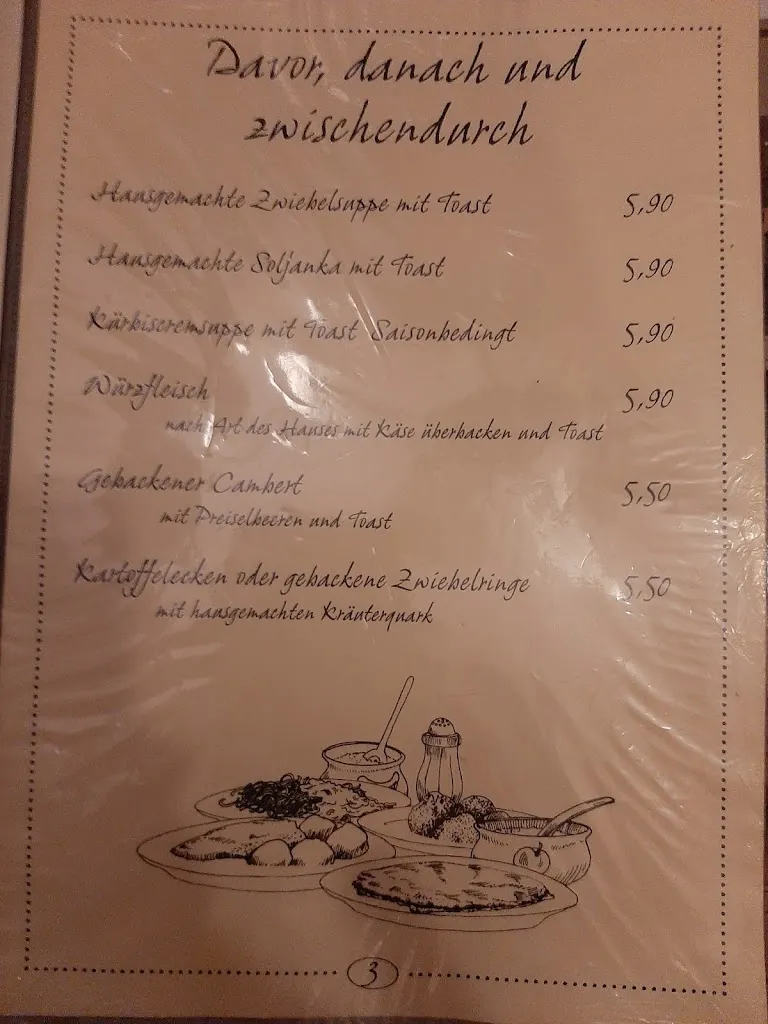 Davor, danach und
zwischendurch
Hausgemachte Zwiebelsuppe mit Toast 5,90
Hausgemachte Soljanka mit Toast 5,90
Kürbiscremsuppe mit Toast Saisonbedingt 5,90
Würzfleisch 5,90
nach Art des Hauses mit Käse überbacken und Toast
Gebackener Cambert 5,50
mit Preiselbeeren und Toast
Kartoffelecken oder gebackene Zwiebelringe 5,50
mit hausgemachten Kräuterquark
3